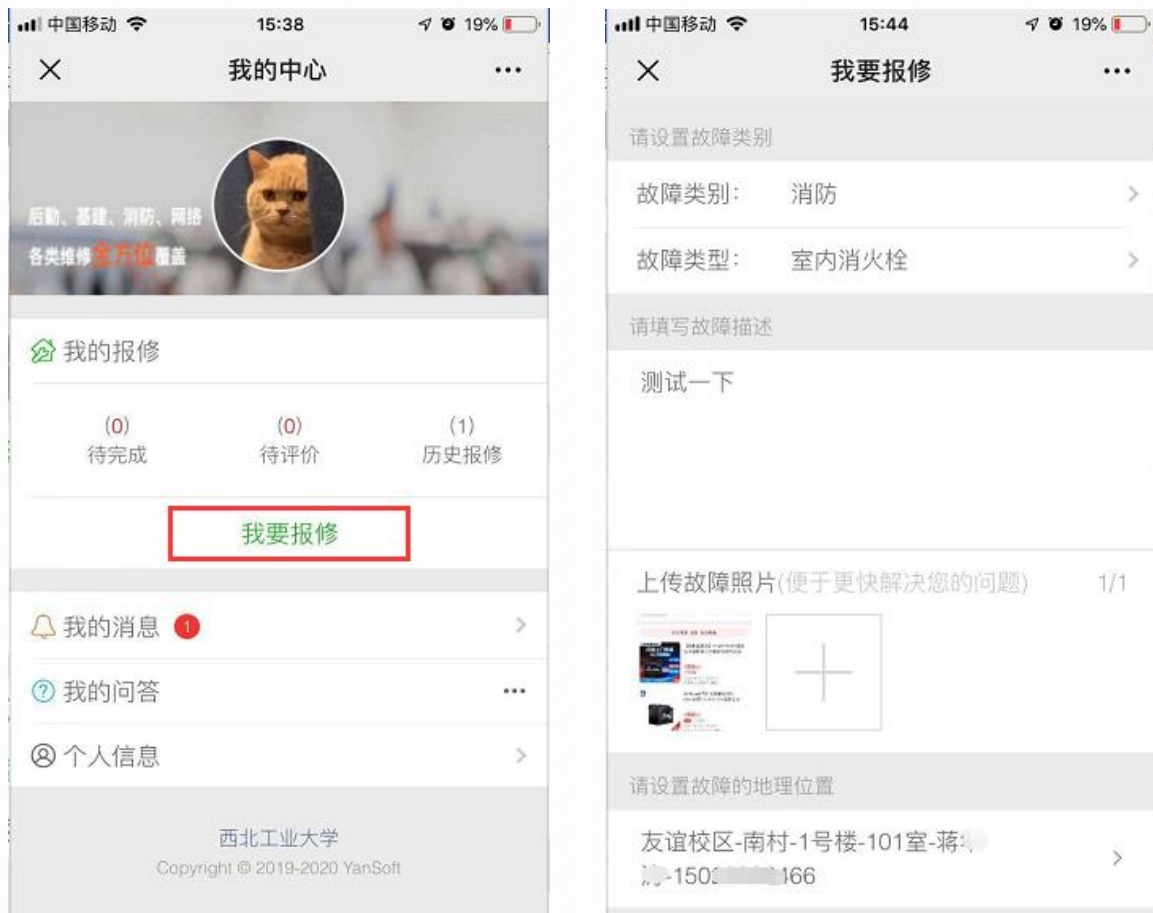 中国移动 15:38 19%
我的中心
后勤、基建、消防、网络
各类维修全方位覆盖
我的报修
(0) (0) (1)
待完成 待评价 历史报修
我要报修
我的消息 1
我的问答
个人信息
西北工业大学
Copyright © 2019-2020 YanSoft
中国移动 15:44 19%
我要报修
请设置故障类别
故障类别: 消防
故障类型: 室内消火栓
请填写故障描述
测试一下
上传故障照片(便于更快解决您的问题) 1/1
请设置故障的地理位置
友谊校区-南村-1号楼-101室-蒋
-150 466